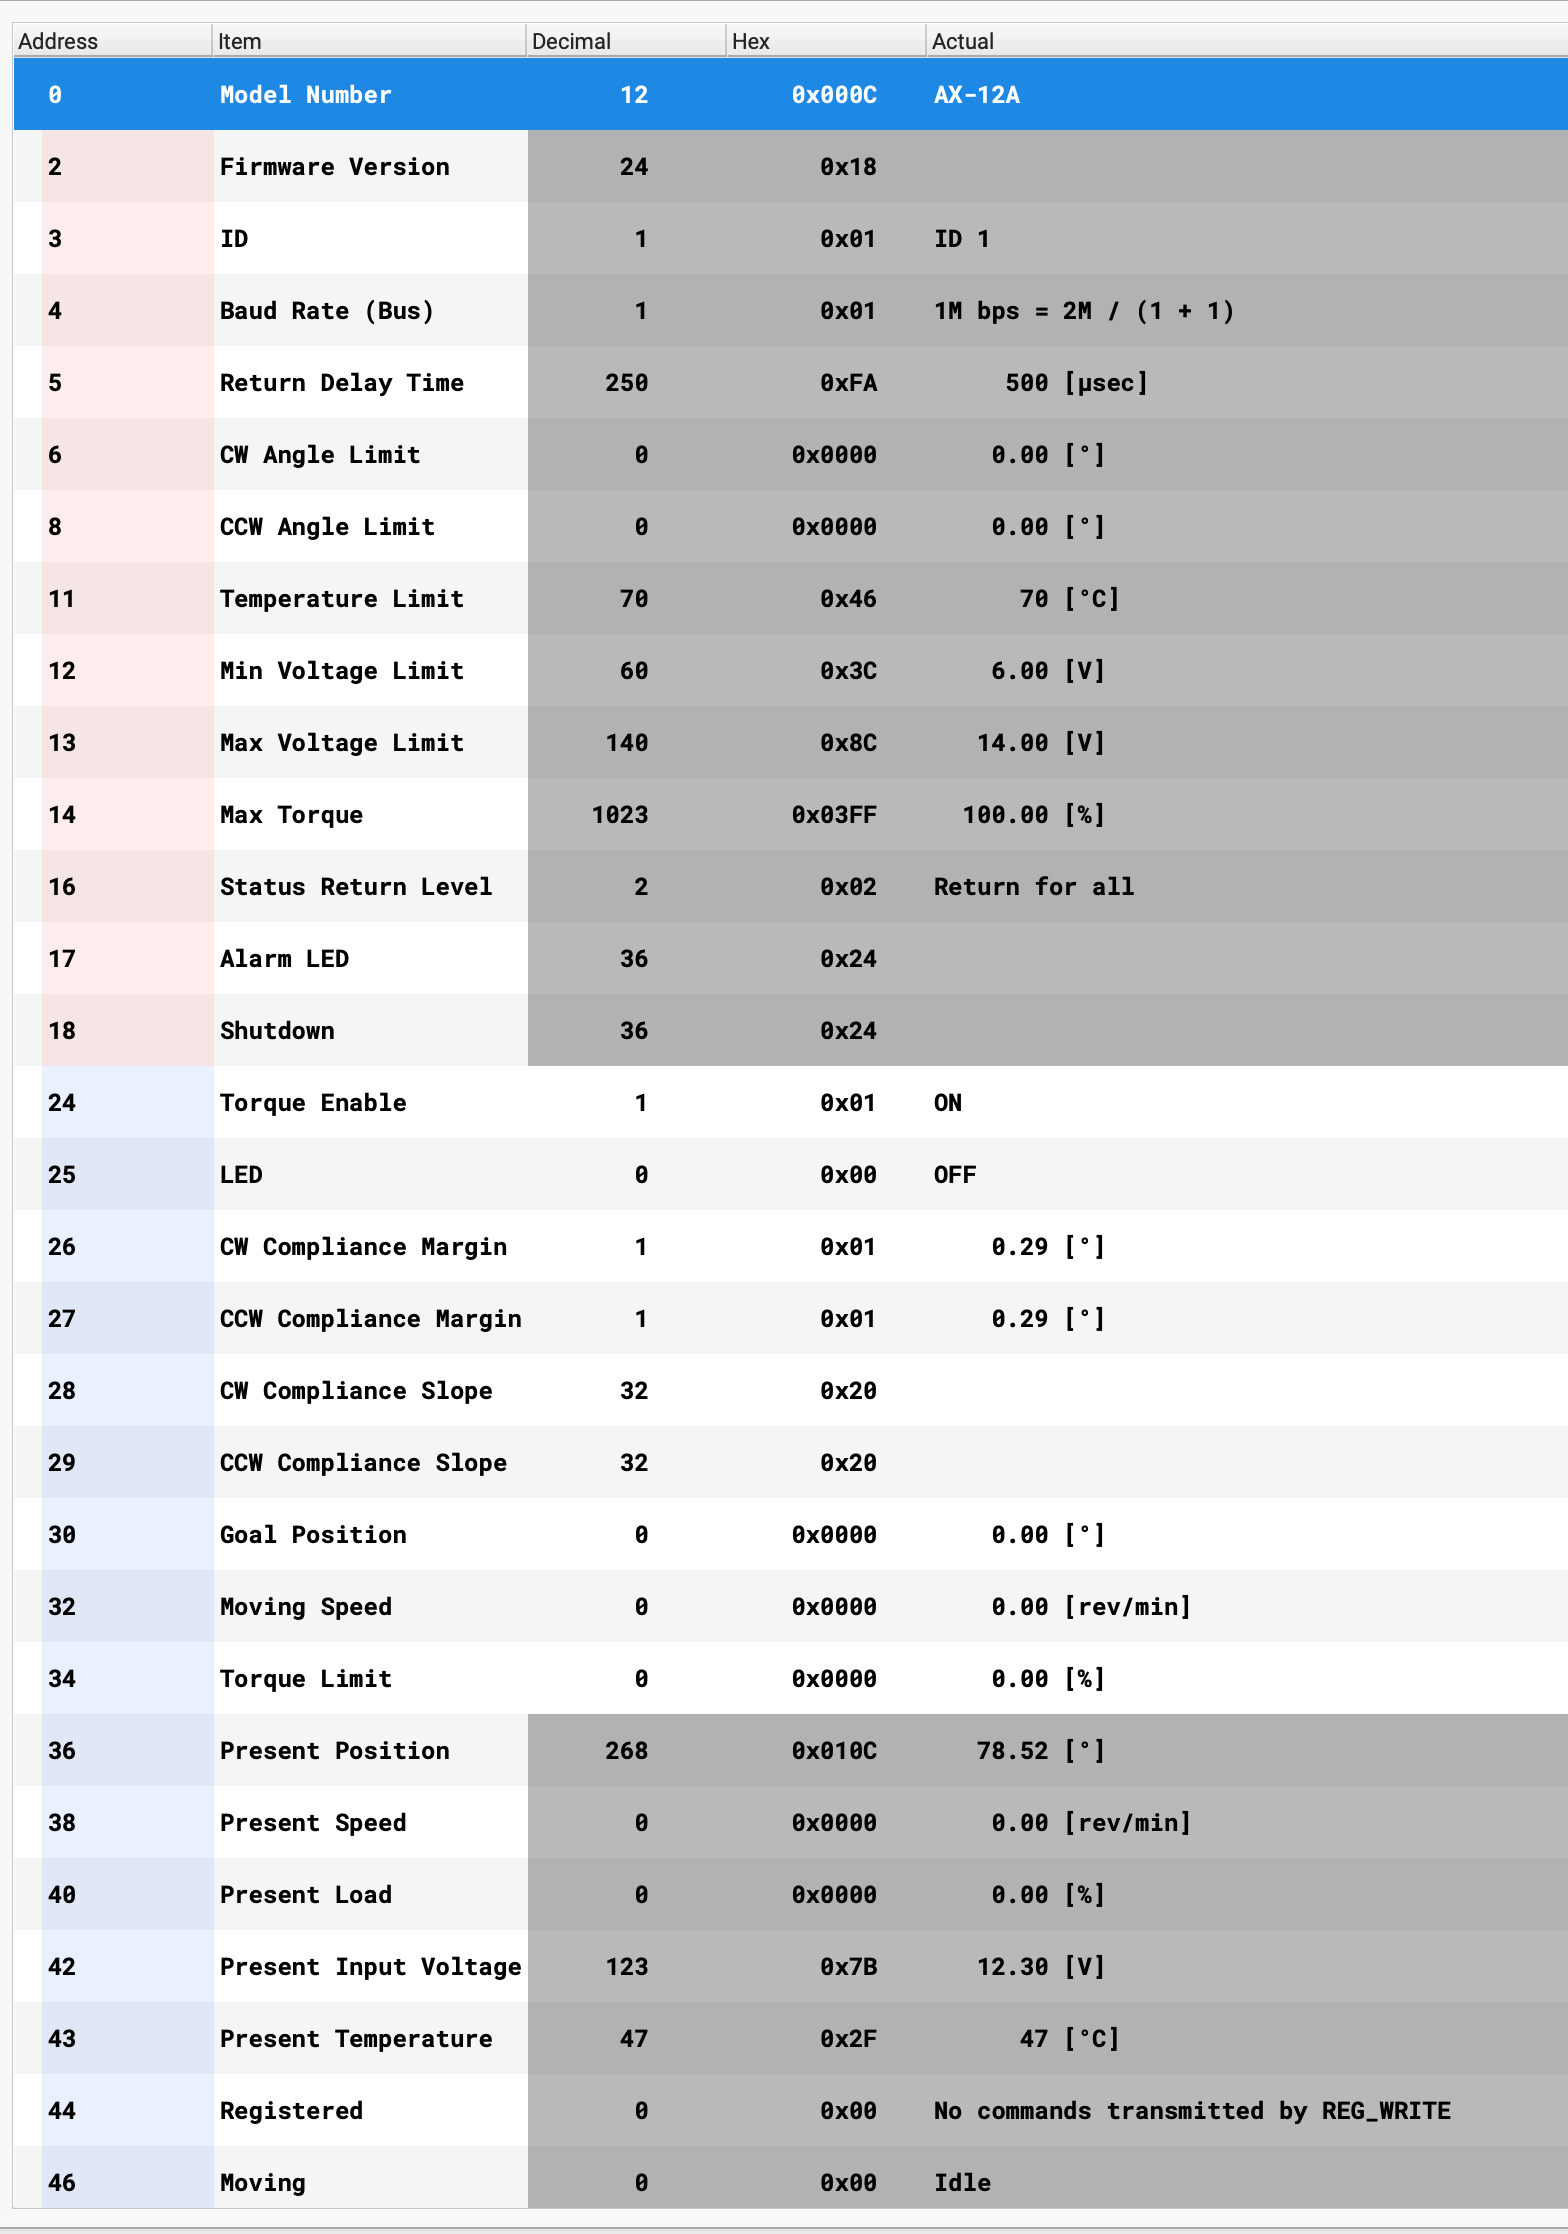 Address Item Decimal Hex Actual
0 Model Number 12 0x000C AX-12A
2 Firmware Version 24 0x18
3 ID 1 0x01 ID 1
4 Baud Rate (Bus) 1 0x01 1M bps = 2M / (1 + 1)
5 Return Delay Time 250 0xFA 500 [µsec]
6 CW Angle Limit 0 0x0000 0.00 [°]
8 CCW Angle Limit 0 0x0000 0.00 [°]
11 Temperature Limit 70 0x46 70 [°C]
12 Min Voltage Limit 60 0x3C 6.00 [V]
13 Max Voltage Limit 140 0x8C 14.00 [V]
14 Max Torque 1023 0x03FF 100.00 [%]
16 Status Return Level 2 0x02 Return for all
17 Alarm LED 36 0x24
18 Shutdown 36 0x24
24 Torque Enable 1 0x01 ON
25 LED 0 0x00 OFF
26 CW Compliance Margin 1 0x01 0.29 [°]
27 CCW Compliance Margin 1 0x01 0.29 [°]
28 CW Compliance Slope 32 0x20
29 CCW Compliance Slope 32 0x20
30 Goal Position 0 0x0000 0.00 [°]
32 Moving Speed 0 0x0000 0.00 [rev/min]
34 Torque Limit 0 0x0000 0.00 [%]
36 Present Position 268 0x010C 78.52 [°]
38 Present Speed 0 0x0000 0.00 [rev/min]
40 Present Load 0 0x0000 0.00 [%]
42 Present Input Voltage 123 0x7B 12.30 [V]
43 Present Temperature 47 0x2F 47 [°C]
44 Registered 0 0x00 No commands transmitted by REG_WRITE
46 Moving 0 0x00 Idle